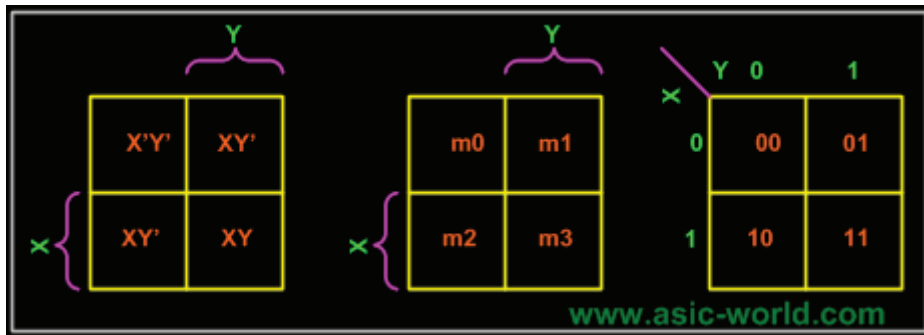 Y
X'Y' XY'
X XY' XY
Y
m0 m1
X m2 m3
Y 0 1
X
0 00 01
1 10 11
www.asic-world.com